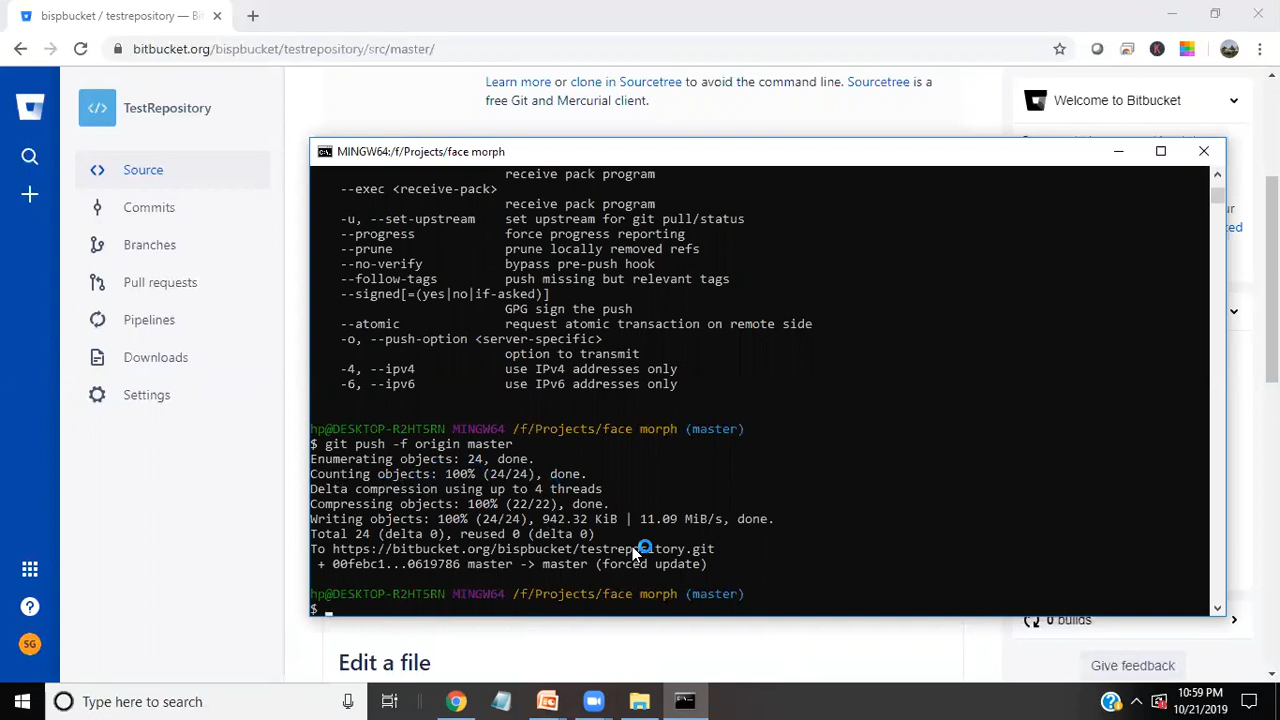 bispbucket / testrepository — B
bitbucket.org/bispbucket/testrepository/src/master/
K
Learn more or clone in Sourcetree to avoid the command line. Sourcetree is a
free Git and Mercurial client.
TestRepository
Source
Commits
Branches
Pull requests
Pipelines
Downloads
Settings
SG
Welcome to Bitbucket
MINGW64:/f/Projects/face morph
receive pack program
--exec <receive-pack>
receive pack program
-u, --set-upstream set upstream for git pull/status
--progress force progress reporting
--prune prune locally removed refs
--no-verify bypass pre-push hook
--follow-tags push missing but relevant tags
--signed[=(yes|no|if-asked)]
GPG sign the push
--atomic request atomic transaction on remote side
-o, --push-option <server-specific>
option to transmit
-4, --ipv4 use IPv4 addresses only
-6, --ipv6 use IPv6 addresses only
hp@DESKTOP-R2HT5RN MINGW64 /f/Projects/face morph (master)
$ git push -f origin master
Enumerating objects: 24, done.
Counting objects: 100% (24/24), done.
Delta compression using up to 4 threads
Compressing objects: 100% (22/22), done.
Writing objects: 100% (24/24), 942.32 KiB | 11.09 MiB/s, done.
Total 24 (delta 0), reused 0 (delta 0)
To https://bitbucket.org/bispbucket/testrepository.git
+ 00febc1...0619786 master -> master (forced update)
hp@DESKTOP-R2HT5RN MINGW64 /f/Projects/face morph (master)
$
0 builds
Edit a file
Give feedback
Type here to search
10:59 PM
10/21/2019